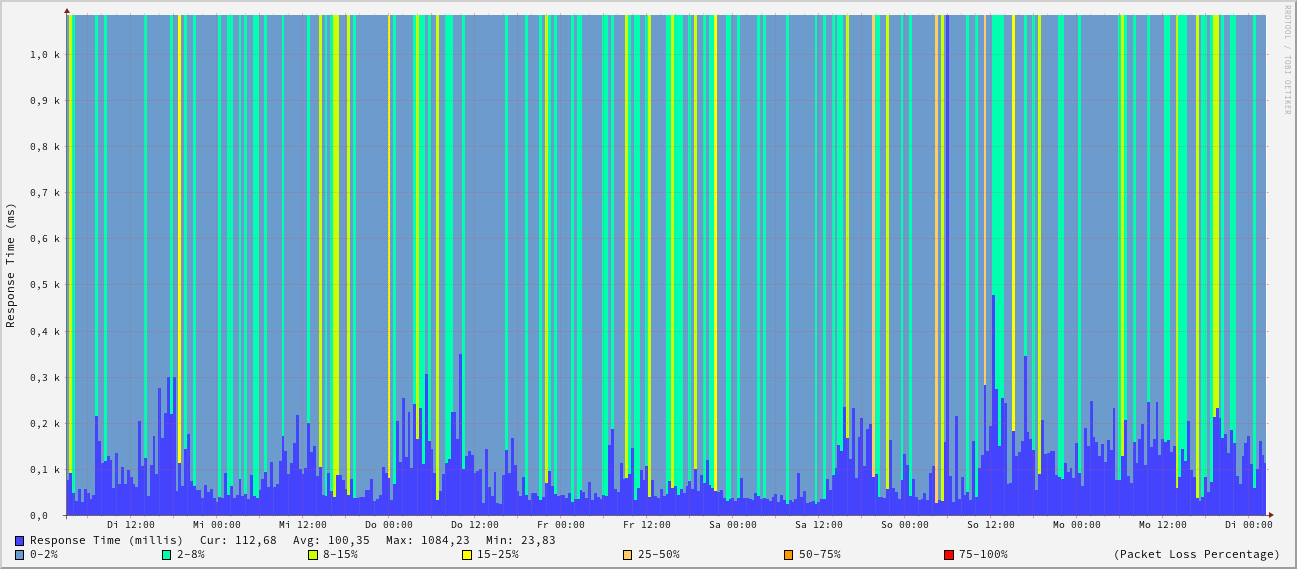 RRDTOOL / TOBI OETIKER
Response Time (ms)
1,0 k
0,9 k
0,8 k
0,7 k
0,6 k
0,5 k
0,4 k
0,3 k
0,2 k
0,1 k
0,0
Di 12:00 Mi 00:00 Mi 12:00 Do 00:00 Do 12:00 Fr 00:00 Fr 12:00 Sa 00:00 Sa 12:00 So 00:00 So 12:00 Mo 00:00 Mo 12:00 Di 00:00
Response Time (millis) Cur: 112,68 Avg: 100,35 Max: 1084,23 Min: 23,83
0-2% 2-8% 8-15% 15-25% 25-50% 50-75% 75-100% (Packet Loss Percentage)